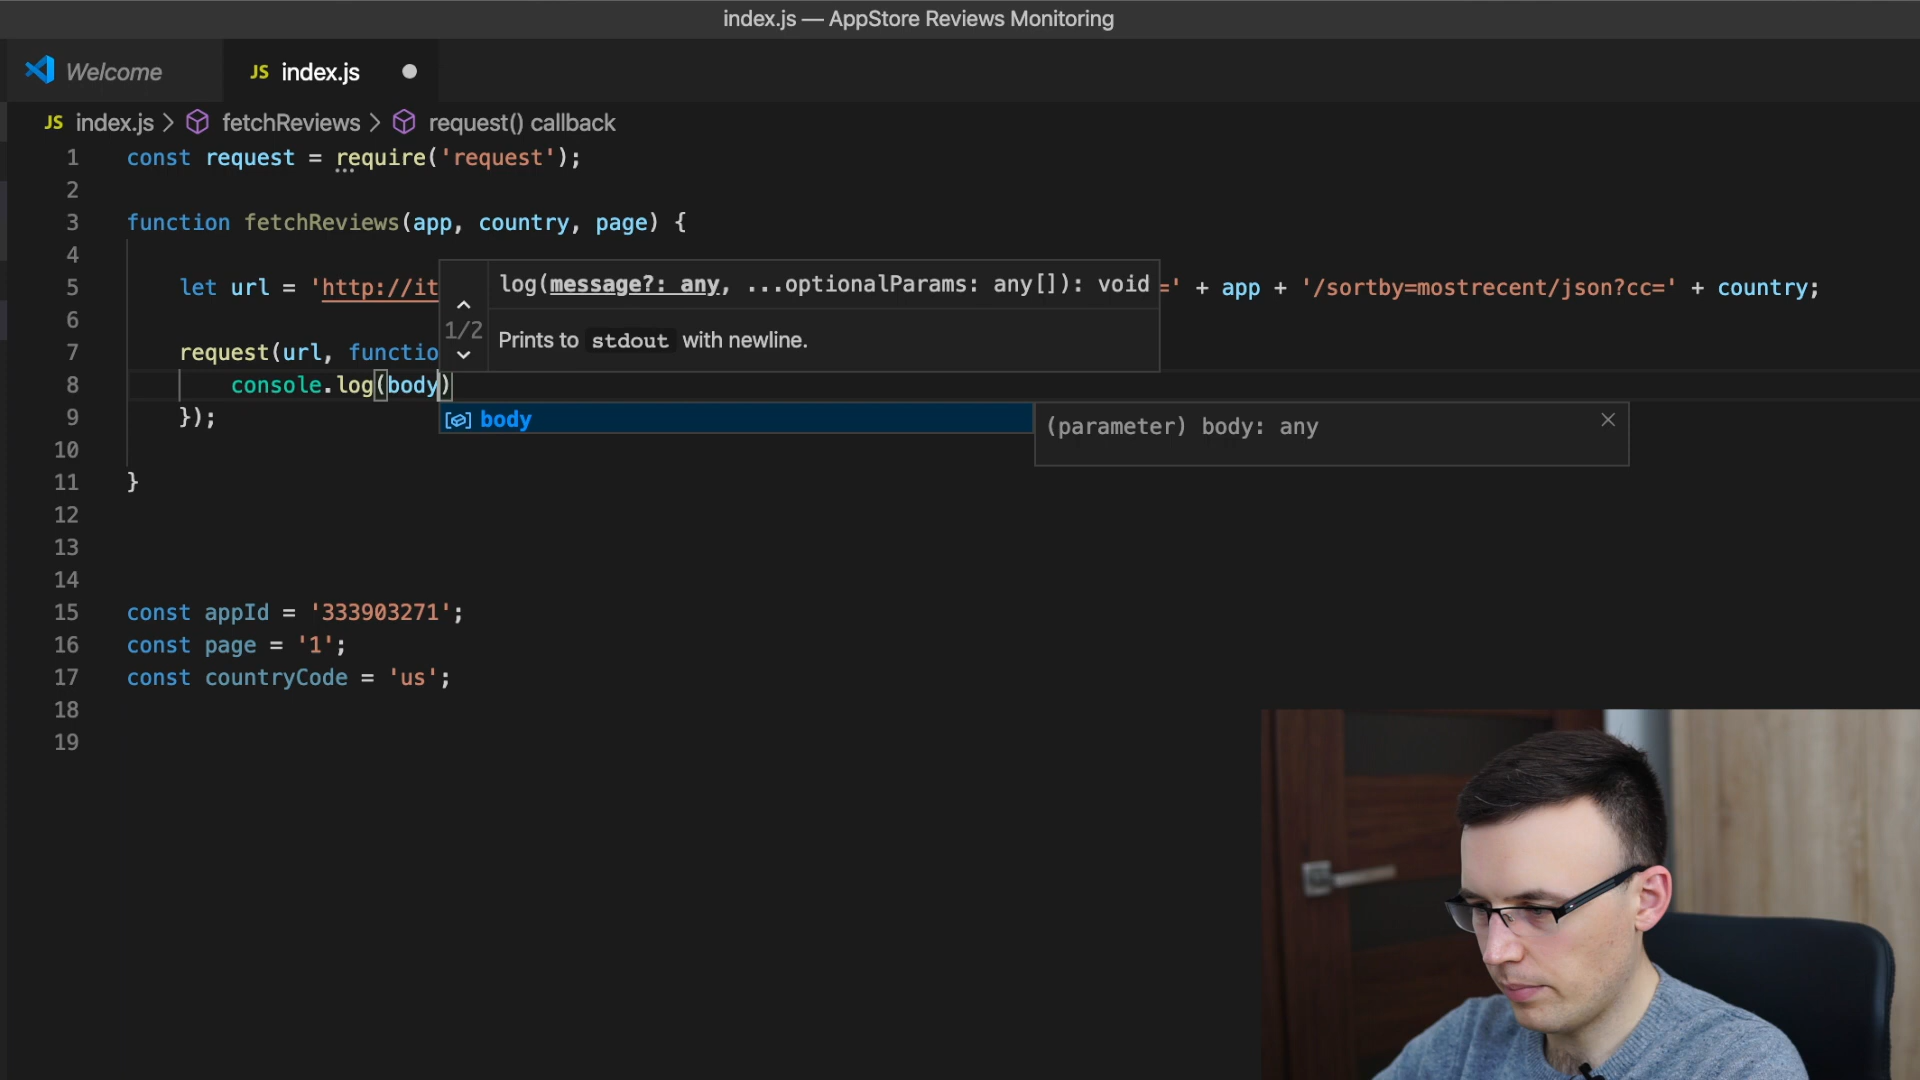 index.js — AppStore Reviews Monitoring
Welcome JS index.js
JS index.js > fetchReviews > request() callback
1 const request = require('request');
2
3 function fetchReviews(app, country, page) {
4
log(message?: any, ...optionalParams: any[]): void
5 let url = 'http://it =' + app + '/sortby=mostrecent/json?cc=' + country;
6
1/2
Prints to stdout with newline.
7 request(url, functio
8 console.log(body)
9 });
body
(parameter) body: any
10
11 }
12
13
14
15 const appId = '333903271';
16 const page = '1';
17 const countryCode = 'us';
18
19